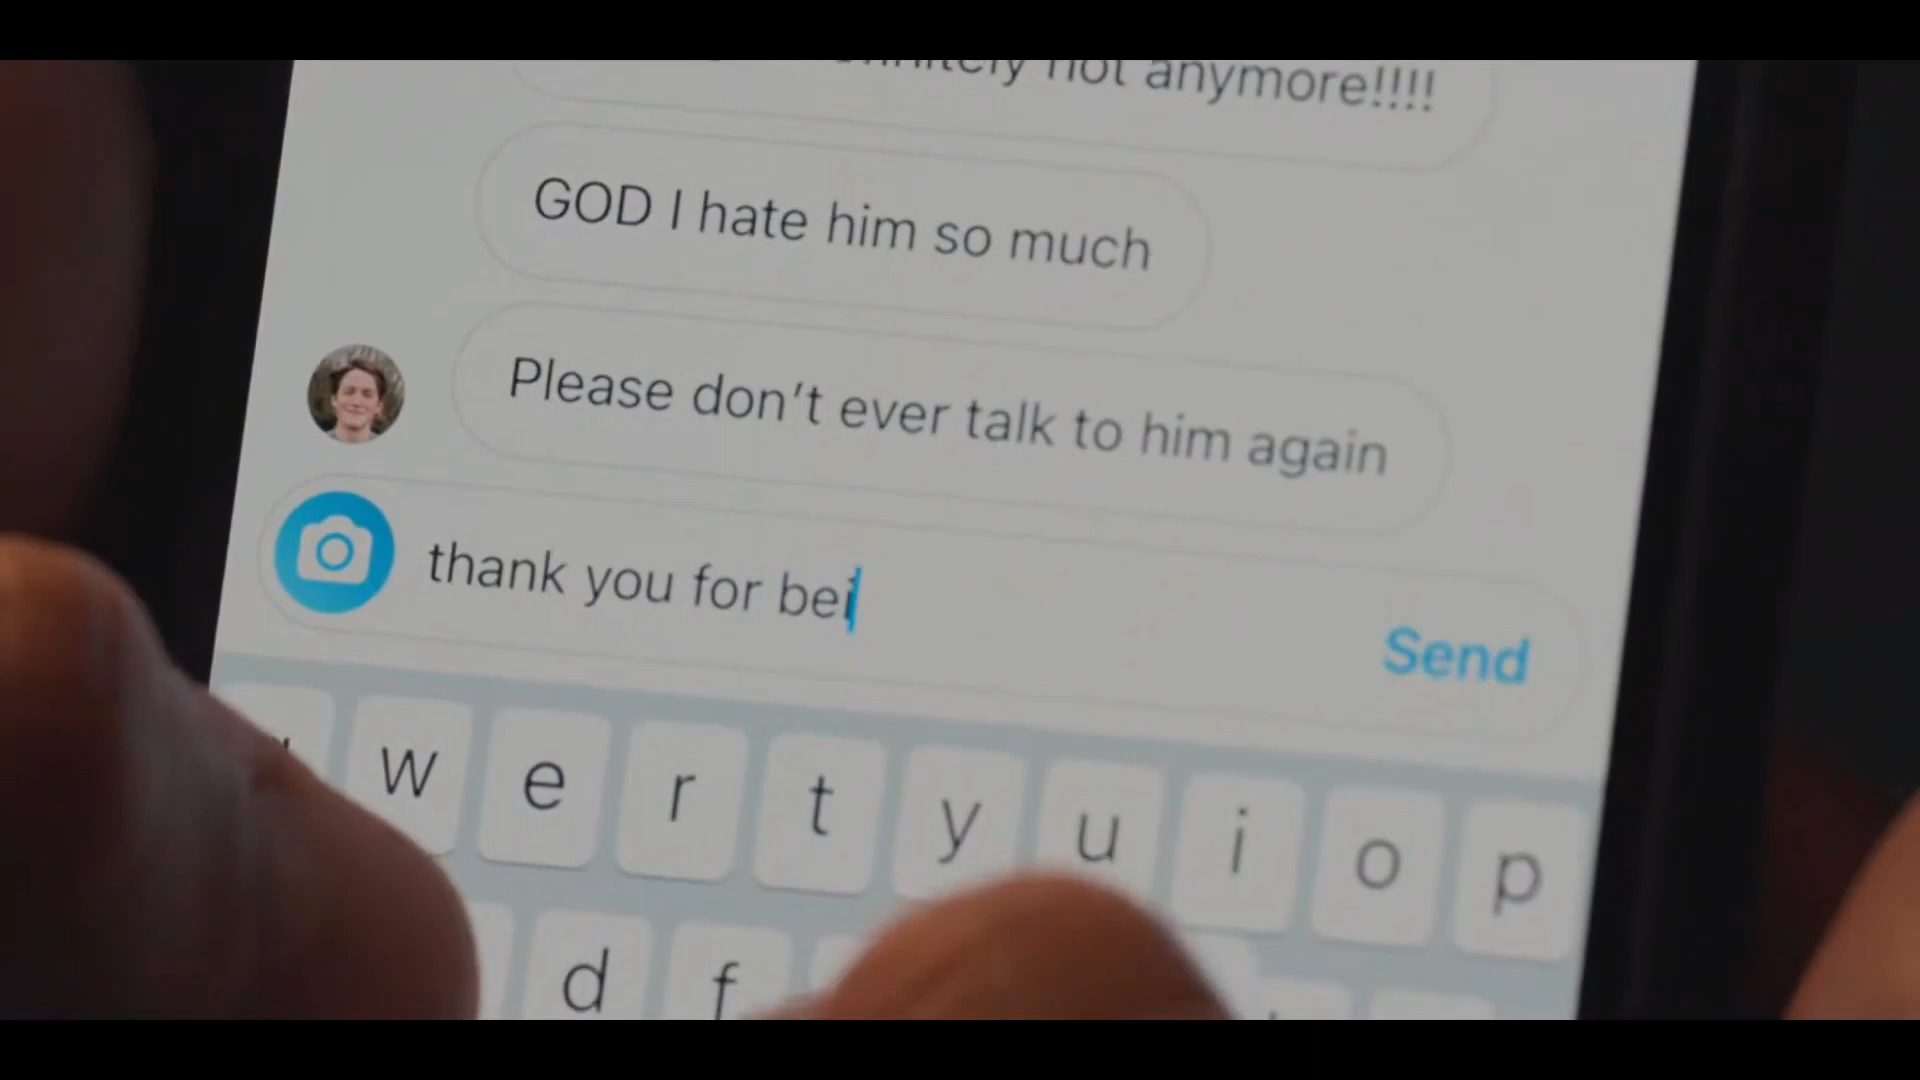 not anymore!!!!
GOD I hate him so much
Please don't ever talk to him again
thank you for bei
Send
w e r t y u i o p
d f